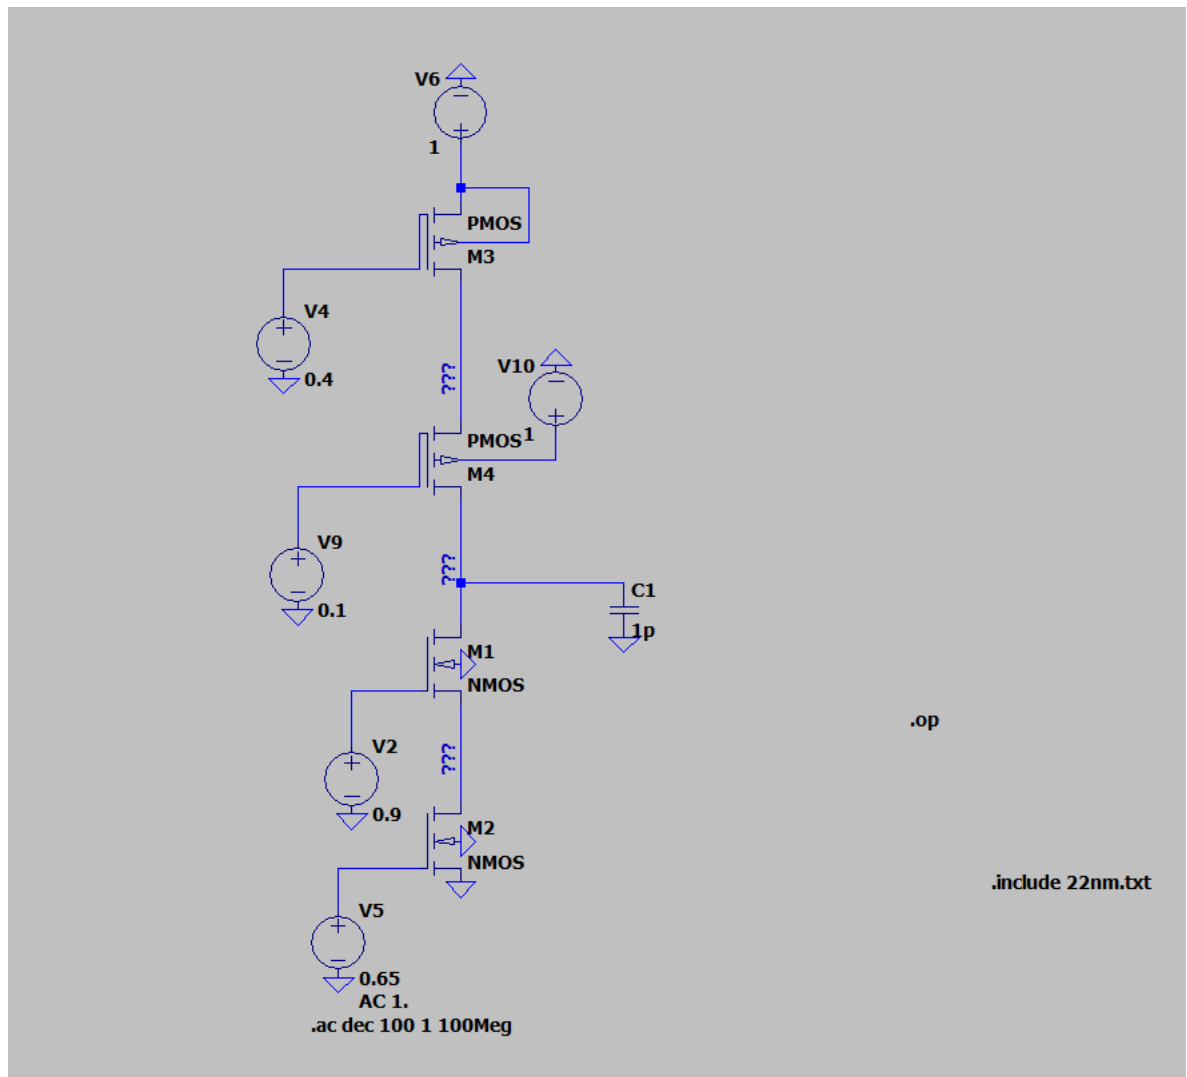 V6
1
PMOS
M3
V4
0.4
???
V10
1
PMOS
M4
V9
0.1
???
C1
1p
M1
NMOS
V2
0.9
???
M2
NMOS
V5
0.65
AC 1.
.ac dec 100 1 100Meg
.op
.include 22nm.txt